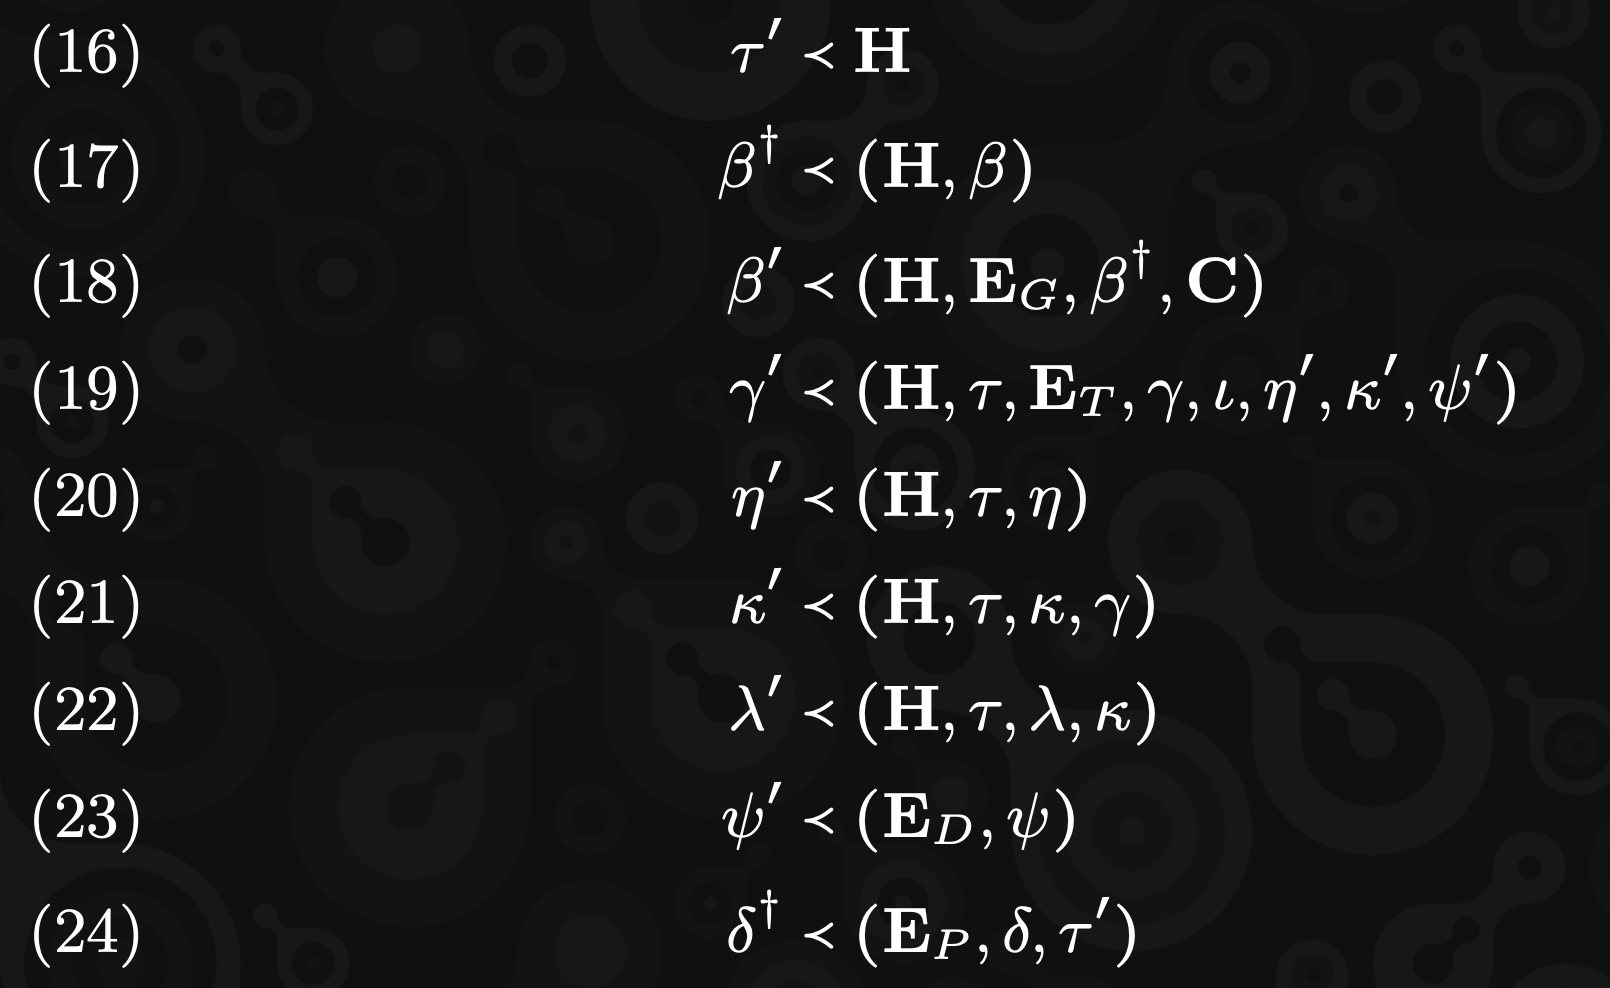 (16) τ′ ≺ H
(17) β† ≺ (H, β)
(18) β′ ≺ (H, E_G, β†, C)
(19) γ′ ≺ (H, τ, E_T, γ, ι, η′, κ′, ψ′)
(20) η′ ≺ (H, τ, η)
(21) κ′ ≺ (H, τ, κ, γ)
(22) λ′ ≺ (H, τ, λ, κ)
(23) ψ′ ≺ (E_D, ψ)
(24) δ† ≺ (E_P, δ, τ′)